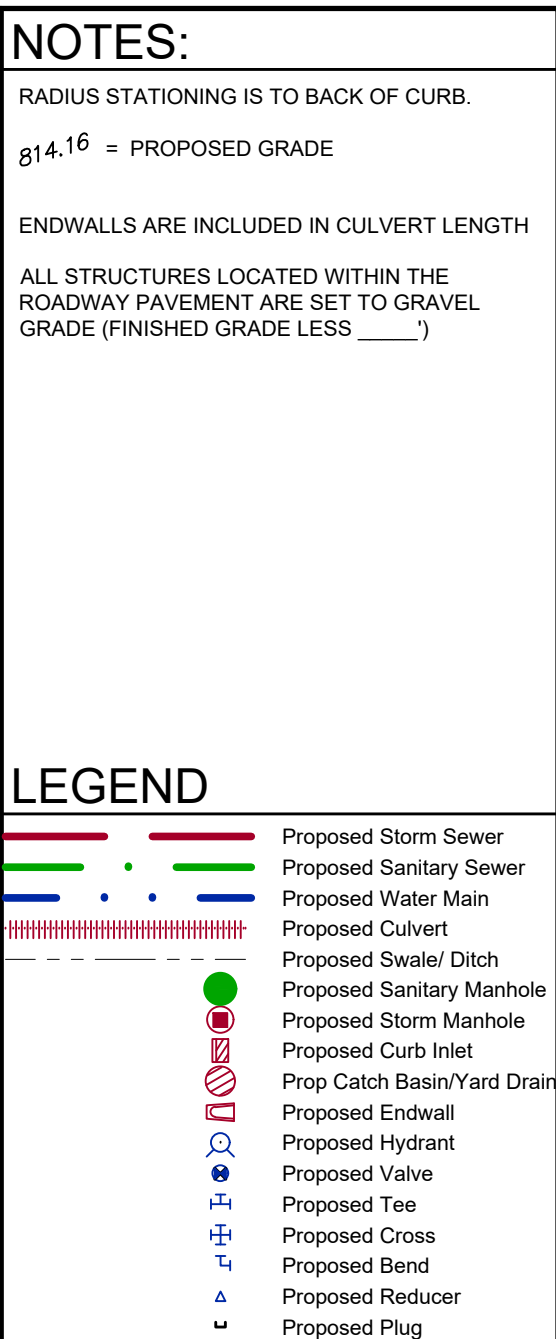 NOTES:
RADIUS STATIONING IS TO BACK OF CURB.
814.16 = PROPOSED GRADE
ENDWALLS ARE INCLUDED IN CULVERT LENGTH
ALL STRUCTURES LOCATED WITHIN THE
ROADWAY PAVEMENT ARE SET TO GRAVEL
GRADE (FINISHED GRADE LESS _____')
LEGEND
Proposed Storm Sewer
Proposed Sanitary Sewer
Proposed Water Main
Proposed Culvert
Proposed Swale/ Ditch
Proposed Sanitary Manhole
Proposed Storm Manhole
Proposed Curb Inlet
Prop Catch Basin/Yard Drain
Proposed Endwall
Proposed Hydrant
Proposed Valve
Proposed Tee
Proposed Cross
Proposed Bend
Proposed Reducer
Proposed Plug